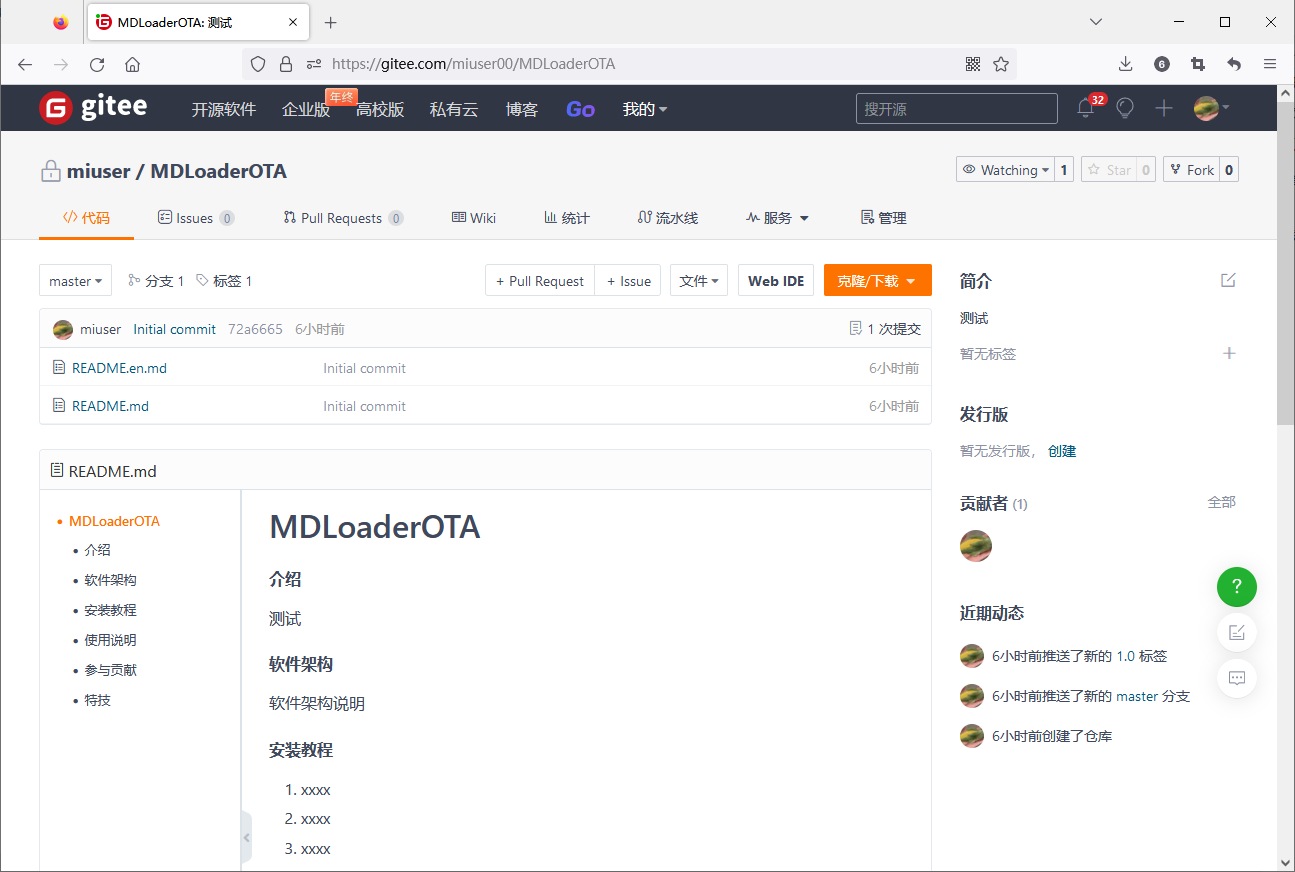 MDLoaderOTA: 测试
https://gitee.com/miuser00/MDLoaderOTA
6
gitee
开源软件 企业版 年终 高校版 私有云 博客 Go 我的
搜开源
32
miuser / MDLoaderOTA
Watching 1 Star 0 Fork 0
代码 Issues 0 Pull Requests 0 Wiki 统计 流水线 服务 管理
master 分支 1 标签 1 + Pull Request + Issue 文件 Web IDE 克隆/下载
miuser Initial commit 72a6665 6小时前 1 次提交
README.en.md Initial commit 6小时前
README.md Initial commit 6小时前
README.md
MDLoaderOTA
介绍
软件架构
安装教程
使用说明
参与贡献
特技
MDLoaderOTA
介绍
测试
软件架构
软件架构说明
安装教程
1. xxxx
2. xxxx
3. xxxx
简介
测试
暂无标签
发行版
暂无发行版， 创建
贡献者 (1) 全部
?
近期动态
6小时前推送了新的 1.0 标签
6小时前推送了新的 master 分支
6小时前创建了仓库